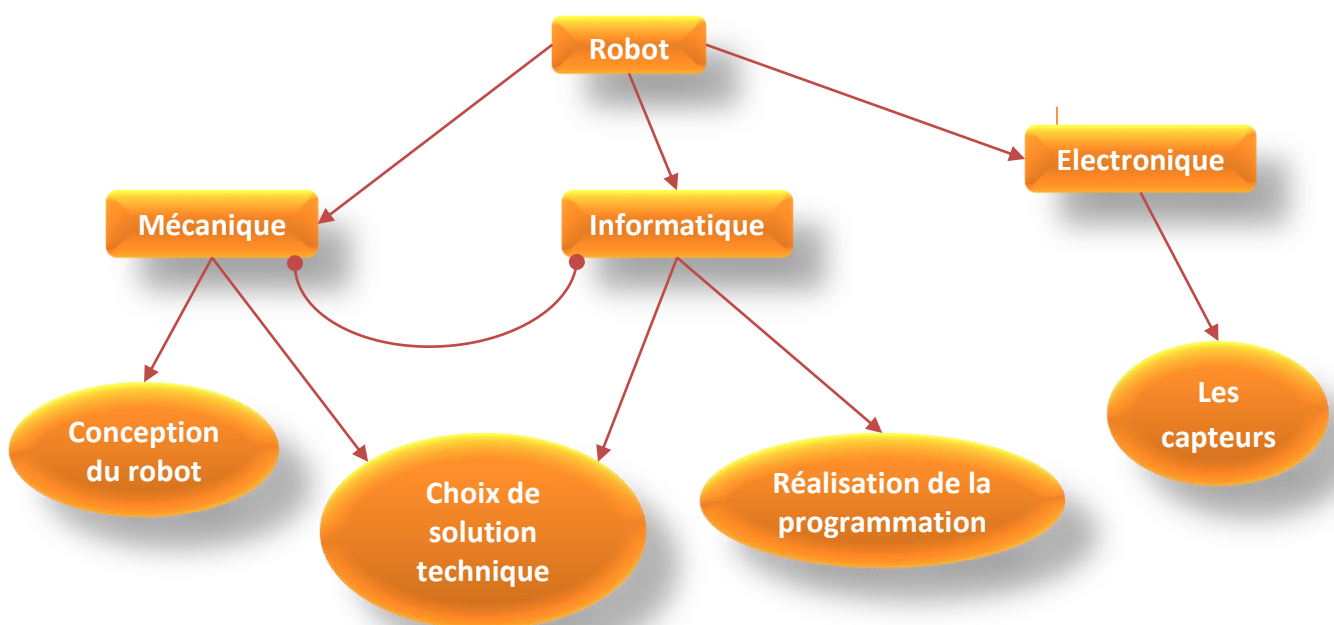 Robot
Electronique
Mécanique
Informatique
Les
capteurs
Conception
du robot
Choix de
solution
technique
Réalisation de la
programmation